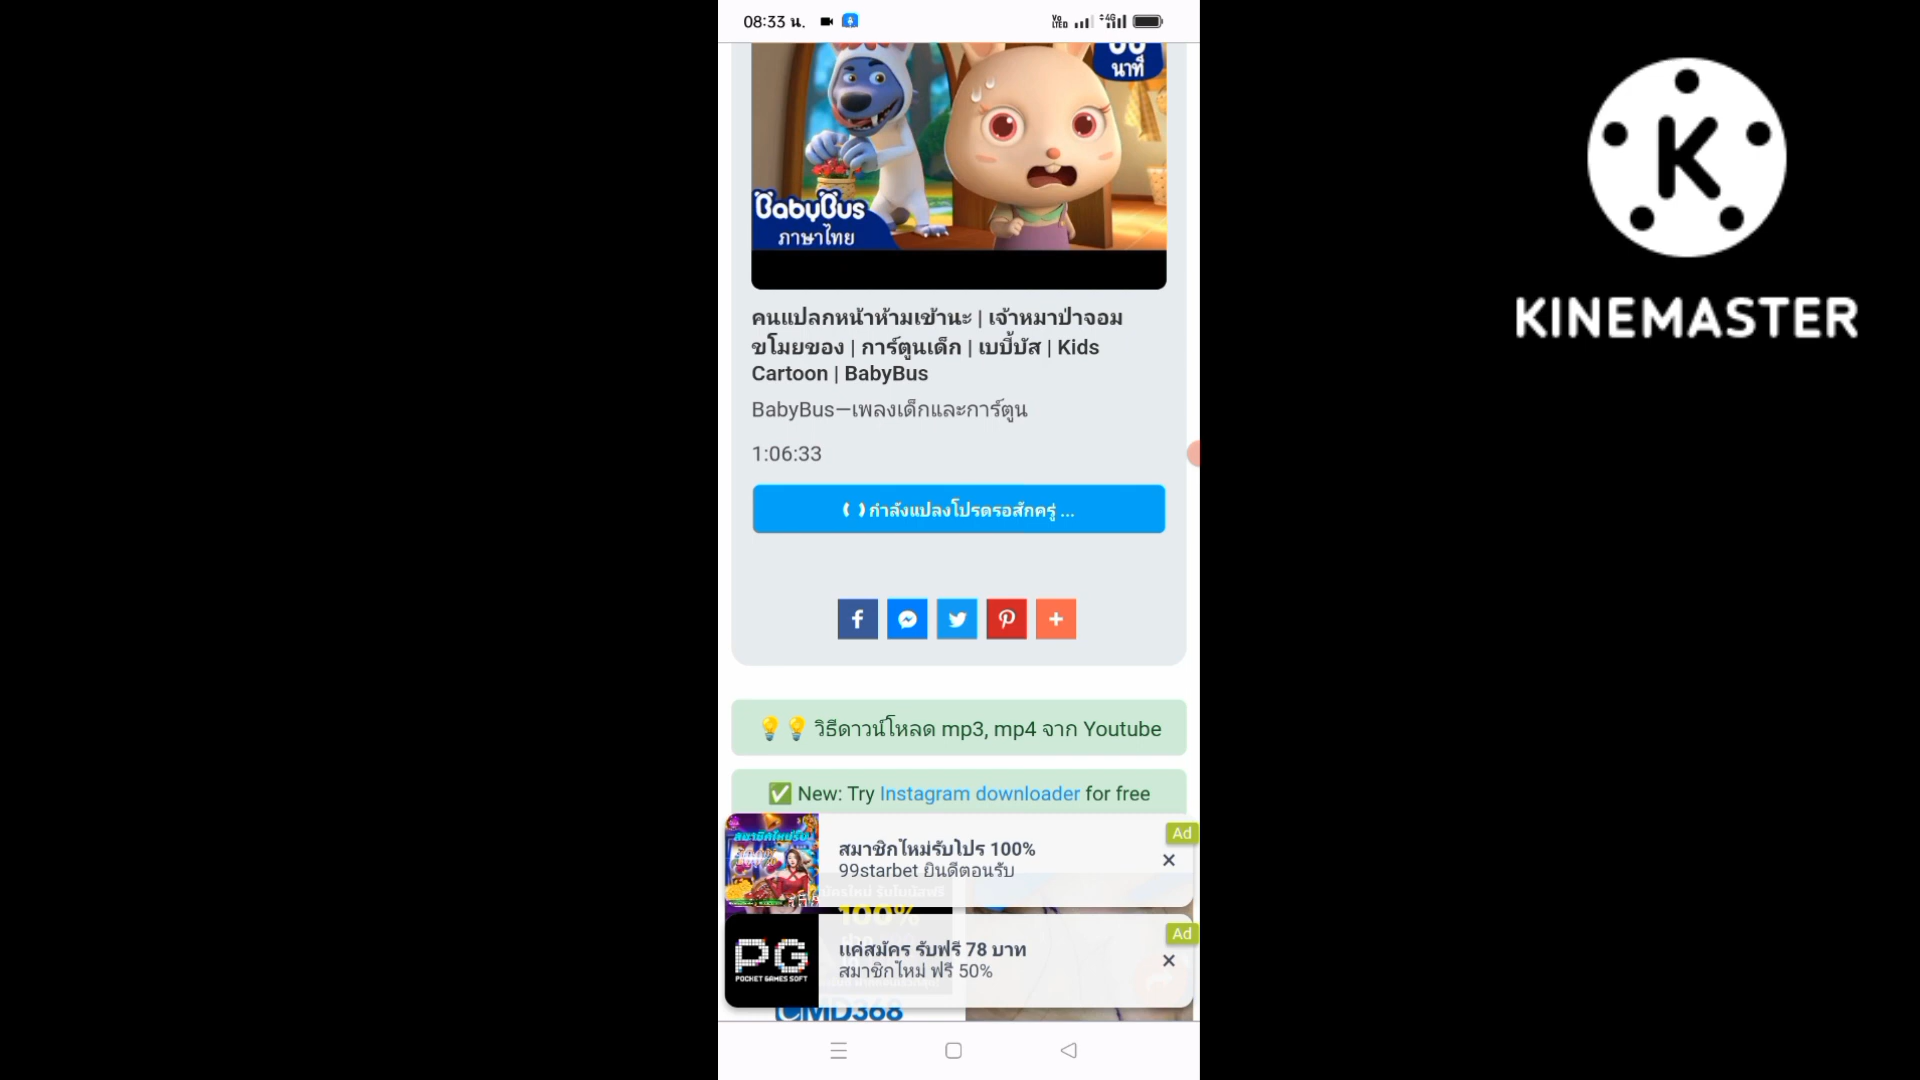 08:33 น.
นาที
BabyBus
ภาษาไทย
K
KINEMASTER
คนแปลกหน้าห้ามเข้านะ | เจ้าหมาป่าจอม
ขโมยของ | การ์ตูนเด็ก | เบบี้บัส | Kids
Cartoon | BabyBus
BabyBus—เพลงเด็กและการ์ตูน
1:06:33
กำลังแปลงโปรดรอสักครู่ ...
วิธีดาวน์โหลด mp3, mp4 จาก Youtube
New: Try Instagram downloader for free
Ad
สมาชิกใหม่รับโปร 100%
99starbet ยินดีตอนรับ
100%
Ad
แค่สมัคร รับฟรี 78 บาท
สมาชิกใหม่ ฟรี 50%
PG
POCKET GAMES SOFT
CMD368